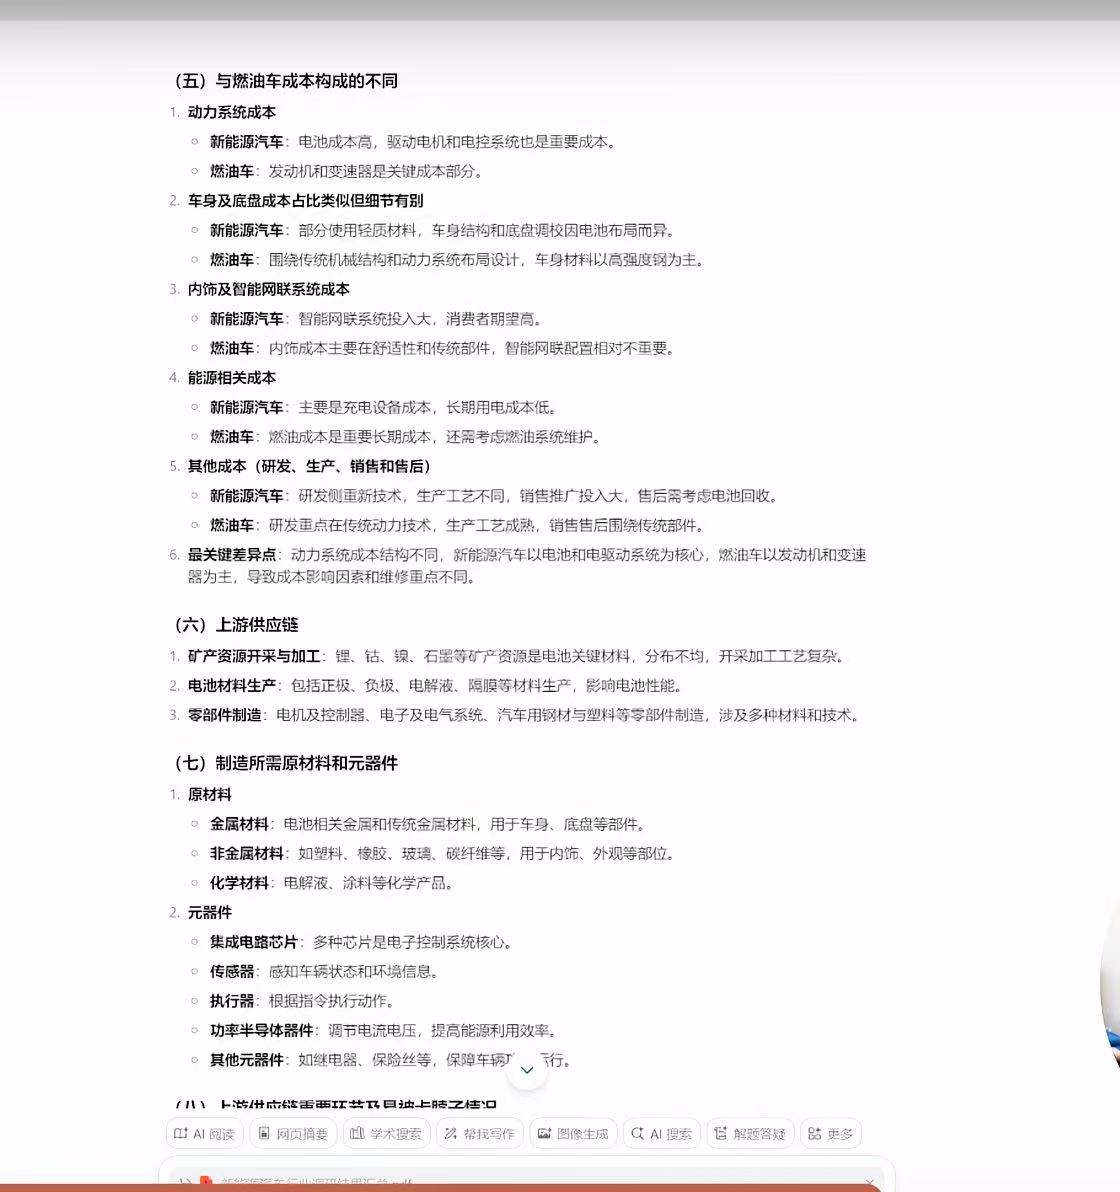 （五）与燃油车成本构成的不同
1. 动力系统成本
新能源汽车：电池成本高，驱动电机和电控系统也是重要成本。
燃油车：发动机和变速器是关键成本部分。
2. 车身及底盘成本占比类似但细节有别
新能源汽车：部分使用轻质材料，车身结构和底盘调校因电池布局而异。
燃油车：围绕传统机械结构和动力系统布局设计，车身材料以高强度钢为主。
3. 内饰及智能网联系统成本
新能源汽车：智能网联系统投入大，消费者期望高。
燃油车：内饰成本主要在舒适性和传统部件，智能网联配置相对不重要。
4. 能源相关成本
新能源汽车：主要是充电设备成本，长期用电成本低。
燃油车：燃油成本是重要长期成本，还需考虑燃油系统维护。
5. 其他成本（研发、生产、销售和售后）
新能源汽车：研发侧重新技术，生产工艺不同，销售推广投入大，售后需考虑电池回收。
燃油车：研发重点在传统动力技术，生产工艺成熟，销售售后围绕传统部件。
6. 最关键差异点：动力系统成本结构不同，新能源汽车以电池和电驱动系统为核心，燃油车以发动机和变速
器为主，导致成本影响因素和维修重点不同。
（六）上游供应链
1. 矿产资源开采与加工：锂、钴、镍、石墨等矿产资源是电池关键材料，分布不均，开采加工工艺复杂。
2. 电池材料生产：包括正极、负极、电解液、隔膜等材料生产，影响电池性能。
3. 零部件制造：电机及控制器、电子及电气系统、汽车用钢材与塑料等零部件制造，涉及多种材料和技术。
（七）制造所需原材料和元器件
1. 原材料
金属材料：电池相关金属和传统金属材料，用于车身、底盘等部件。
非金属材料：如塑料、橡胶、玻璃、碳纤维等，用于内饰、外观等部位。
化学材料：电解液、涂料等化学产品。
2. 元器件
集成电路芯片：多种芯片是电子控制系统核心。
传感器：感知车辆状态和环境信息。
执行器：根据指令执行动作。
功率半导体器件：调节电流电压，提高能源利用效率。
其他元器件：如继电器、保险丝等，保障车辆行。
（八）上游供应链重要环节及易被卡脖子情况
AI 阅读 网页摘要 学术搜索 帮我写作 图像生成 AI 搜索 解题答疑 更多
新能源汽车行业调研结果汇总.pdf